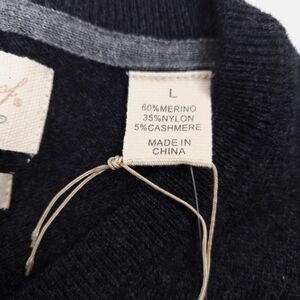 L
60%MERINO
35%NYLON
5%CASHMERE
MADE IN
CHINA